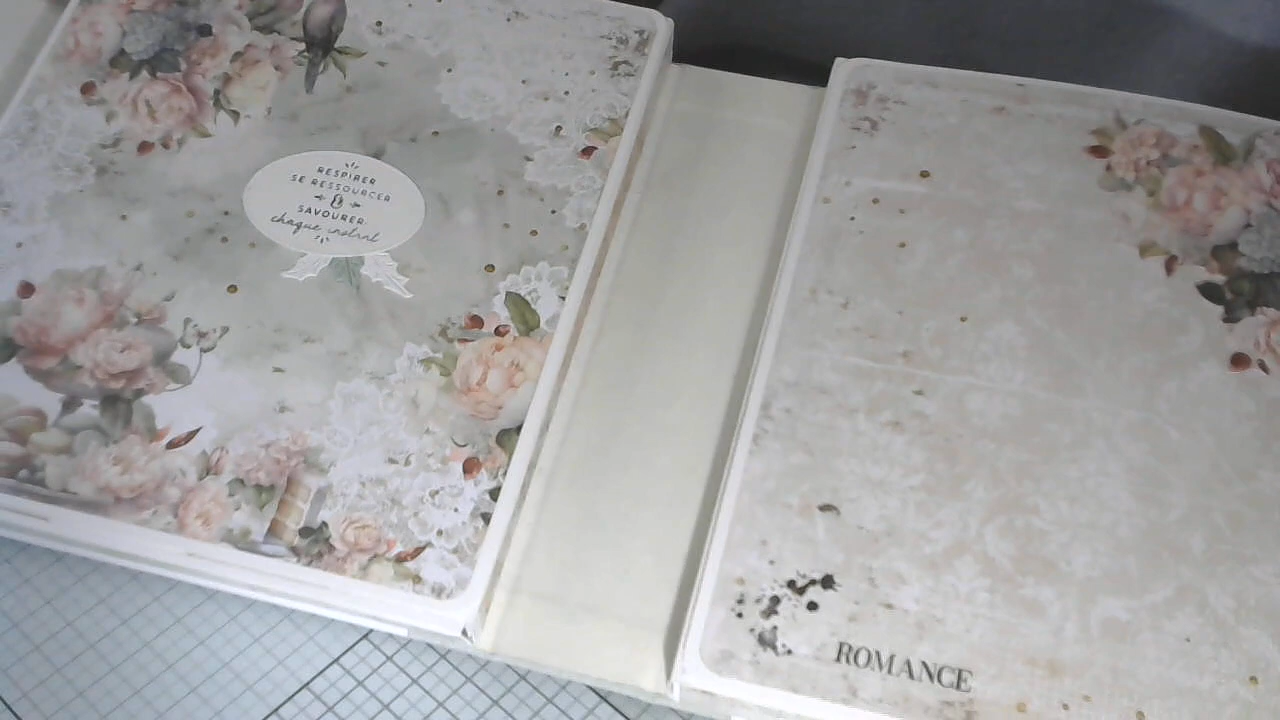 RESPIRER
SE RESSOURCER
&
SAVOURER
chaque instant
ROMANCE